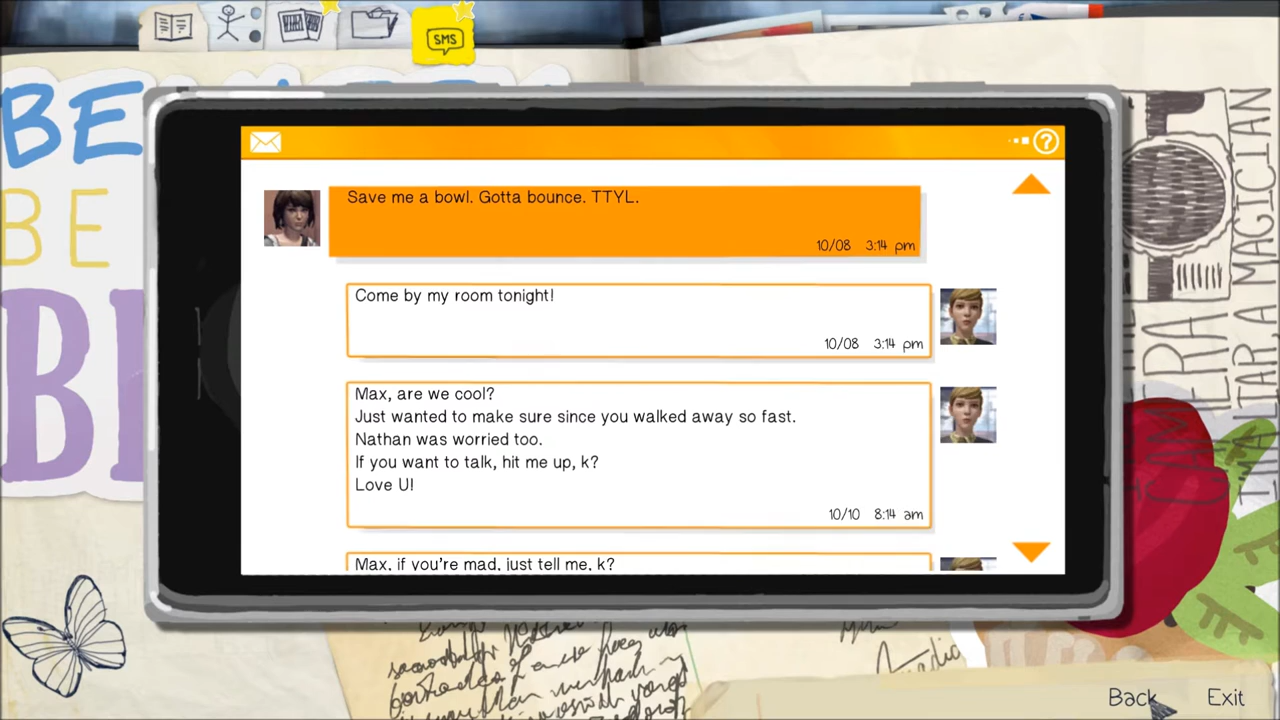 SMS
BE
BE
?
Save me a bowl. Gotta bounce. TTYL.
10/08 3:14 pm
Come by my room tonight!
10/08 3:14 pm
Max, are we cool?
Just wanted to make sure since you walked away so fast.
Nathan was worried too.
If you want to talk, hit me up, k?
Love U!
10/10 8:14 am
Max, if you're mad, just tell me, k?
MAGICIAN
Back
Exit